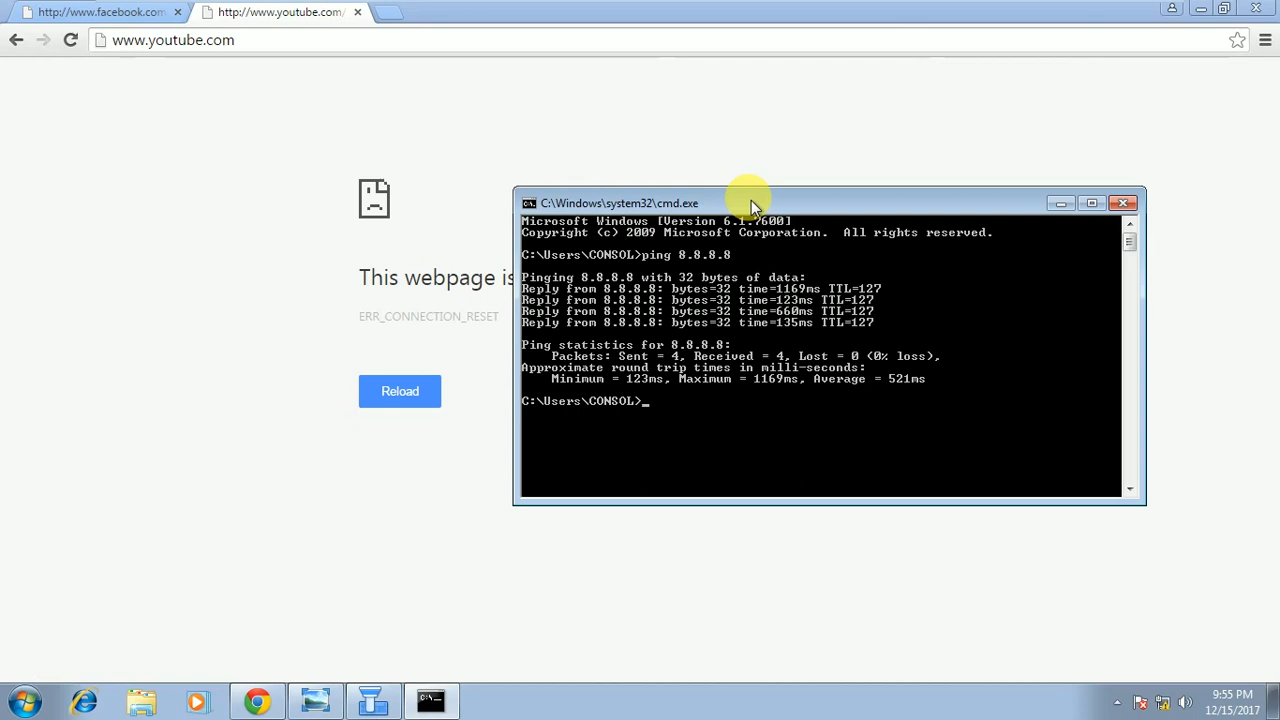 http://www.facebook.com
http://www.youtube.com/
www.youtube.com
This webpage is
ERR_CONNECTION_RESET
Reload
C:\Windows\system32\cmd.exe
Microsoft Windows [Version 6.1.7600]
Copyright (c) 2009 Microsoft Corporation.  All rights reserved.
C:\Users\CONSOL>ping 8.8.8.8
Pinging 8.8.8.8 with 32 bytes of data:
Reply from 8.8.8.8: bytes=32 time=1169ms TTL=127
Reply from 8.8.8.8: bytes=32 time=123ms TTL=127
Reply from 8.8.8.8: bytes=32 time=660ms TTL=127
Reply from 8.8.8.8: bytes=32 time=135ms TTL=127
Ping statistics for 8.8.8.8:
    Packets: Sent = 4, Received = 4, Lost = 0 (0% loss),
Approximate round trip times in milli-seconds:
    Minimum = 123ms, Maximum = 1169ms, Average = 521ms
C:\Users\CONSOL>_
9:55 PM
12/15/2017